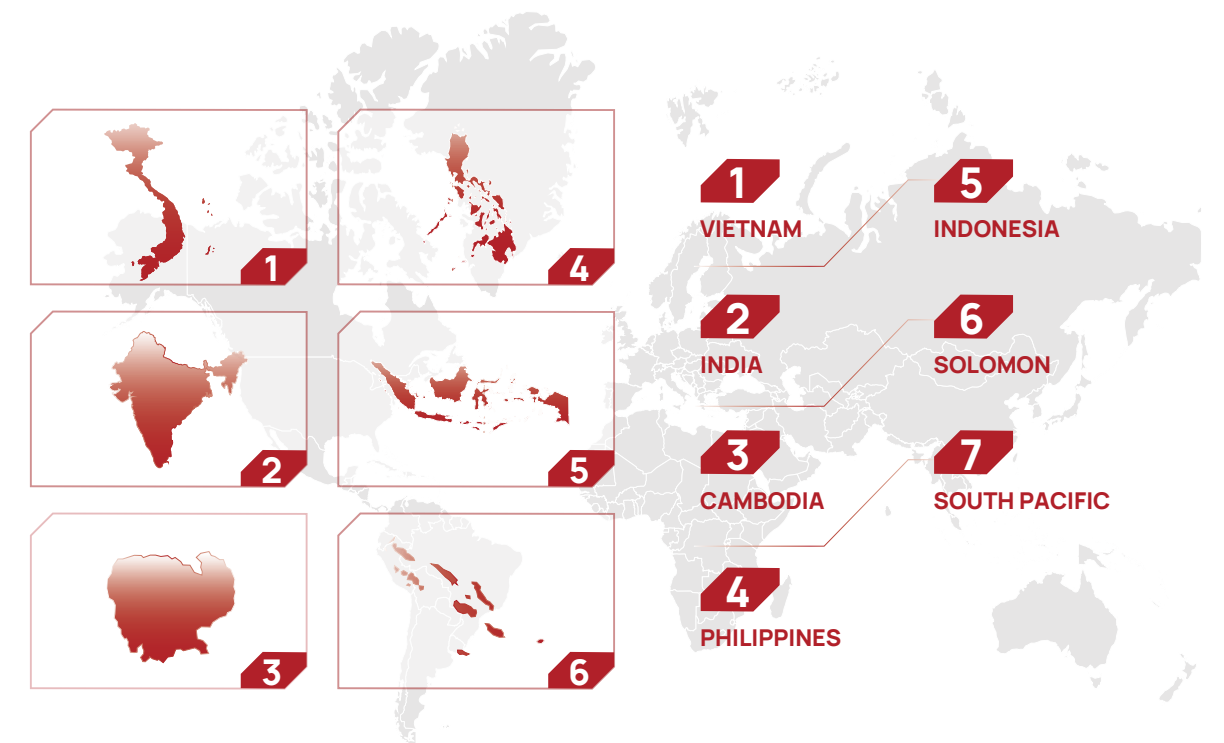 1
4
2
5
3
6
1
VIETNAM
2
INDIA
3
CAMBODIA
4
PHILIPPINES
5
INDONESIA
6
SOLOMON
7
SOUTH PACIFIC